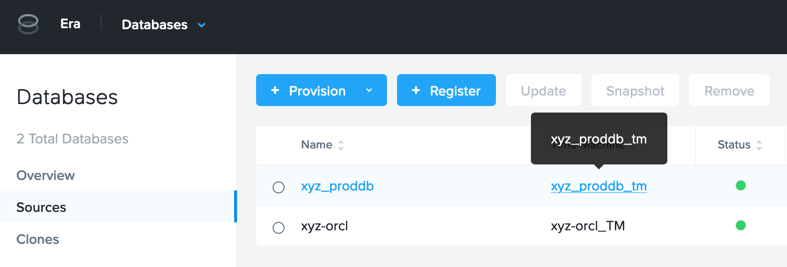 Era Databases
Databases
2 Total Databases
Overview
Sources
Clones
+ Provision + Register Update Snapshot Remove
xyz_proddb_tm
Name Status
xyz_proddb xyz_proddb_tm
xyz-orcl xyz-orcl_TM